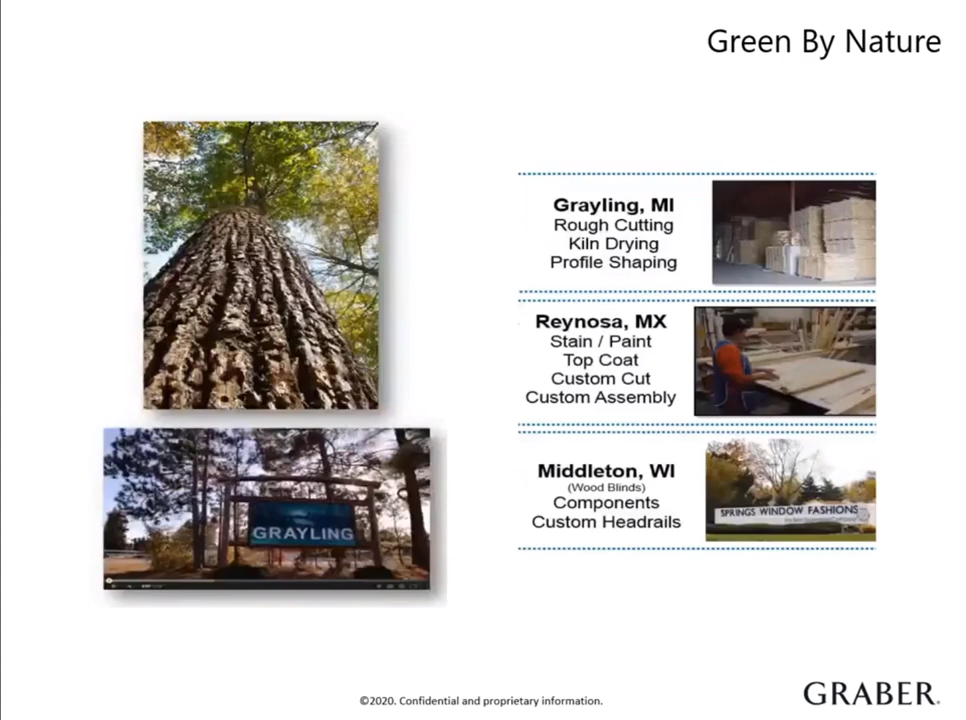 Green By Nature
GRAYLING
Grayling, MI
Rough Cutting
Kiln Drying
Profile Shaping
Reynosa, MX
Stain / Paint
Top Coat
Custom Cut
Custom Assembly
Middleton, WI
(Wood Blinds)
Components
Custom Headrails
SPRINGS WINDOW FASHIONS
©2020. Confidential and proprietary information.
GRABER.